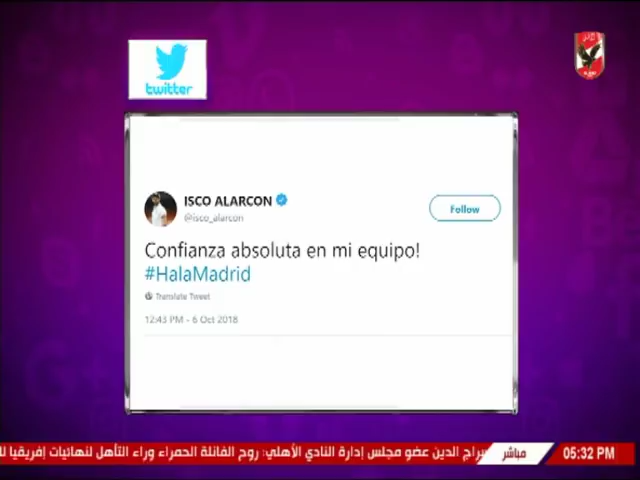 twitter
ISCO ALARCON
@isco_alarcon
Follow
Confianza absoluta en mi equipo!
#HalaMadrid
Translate Tweet
12:43 PM - 6 Oct 2018
سراج الدين عضو مجلس إدارة النادي الأهلي: روح الفانلة الحمراء وراء التأهل لنهائيات إفريقيا
مباشر
05:32 PM